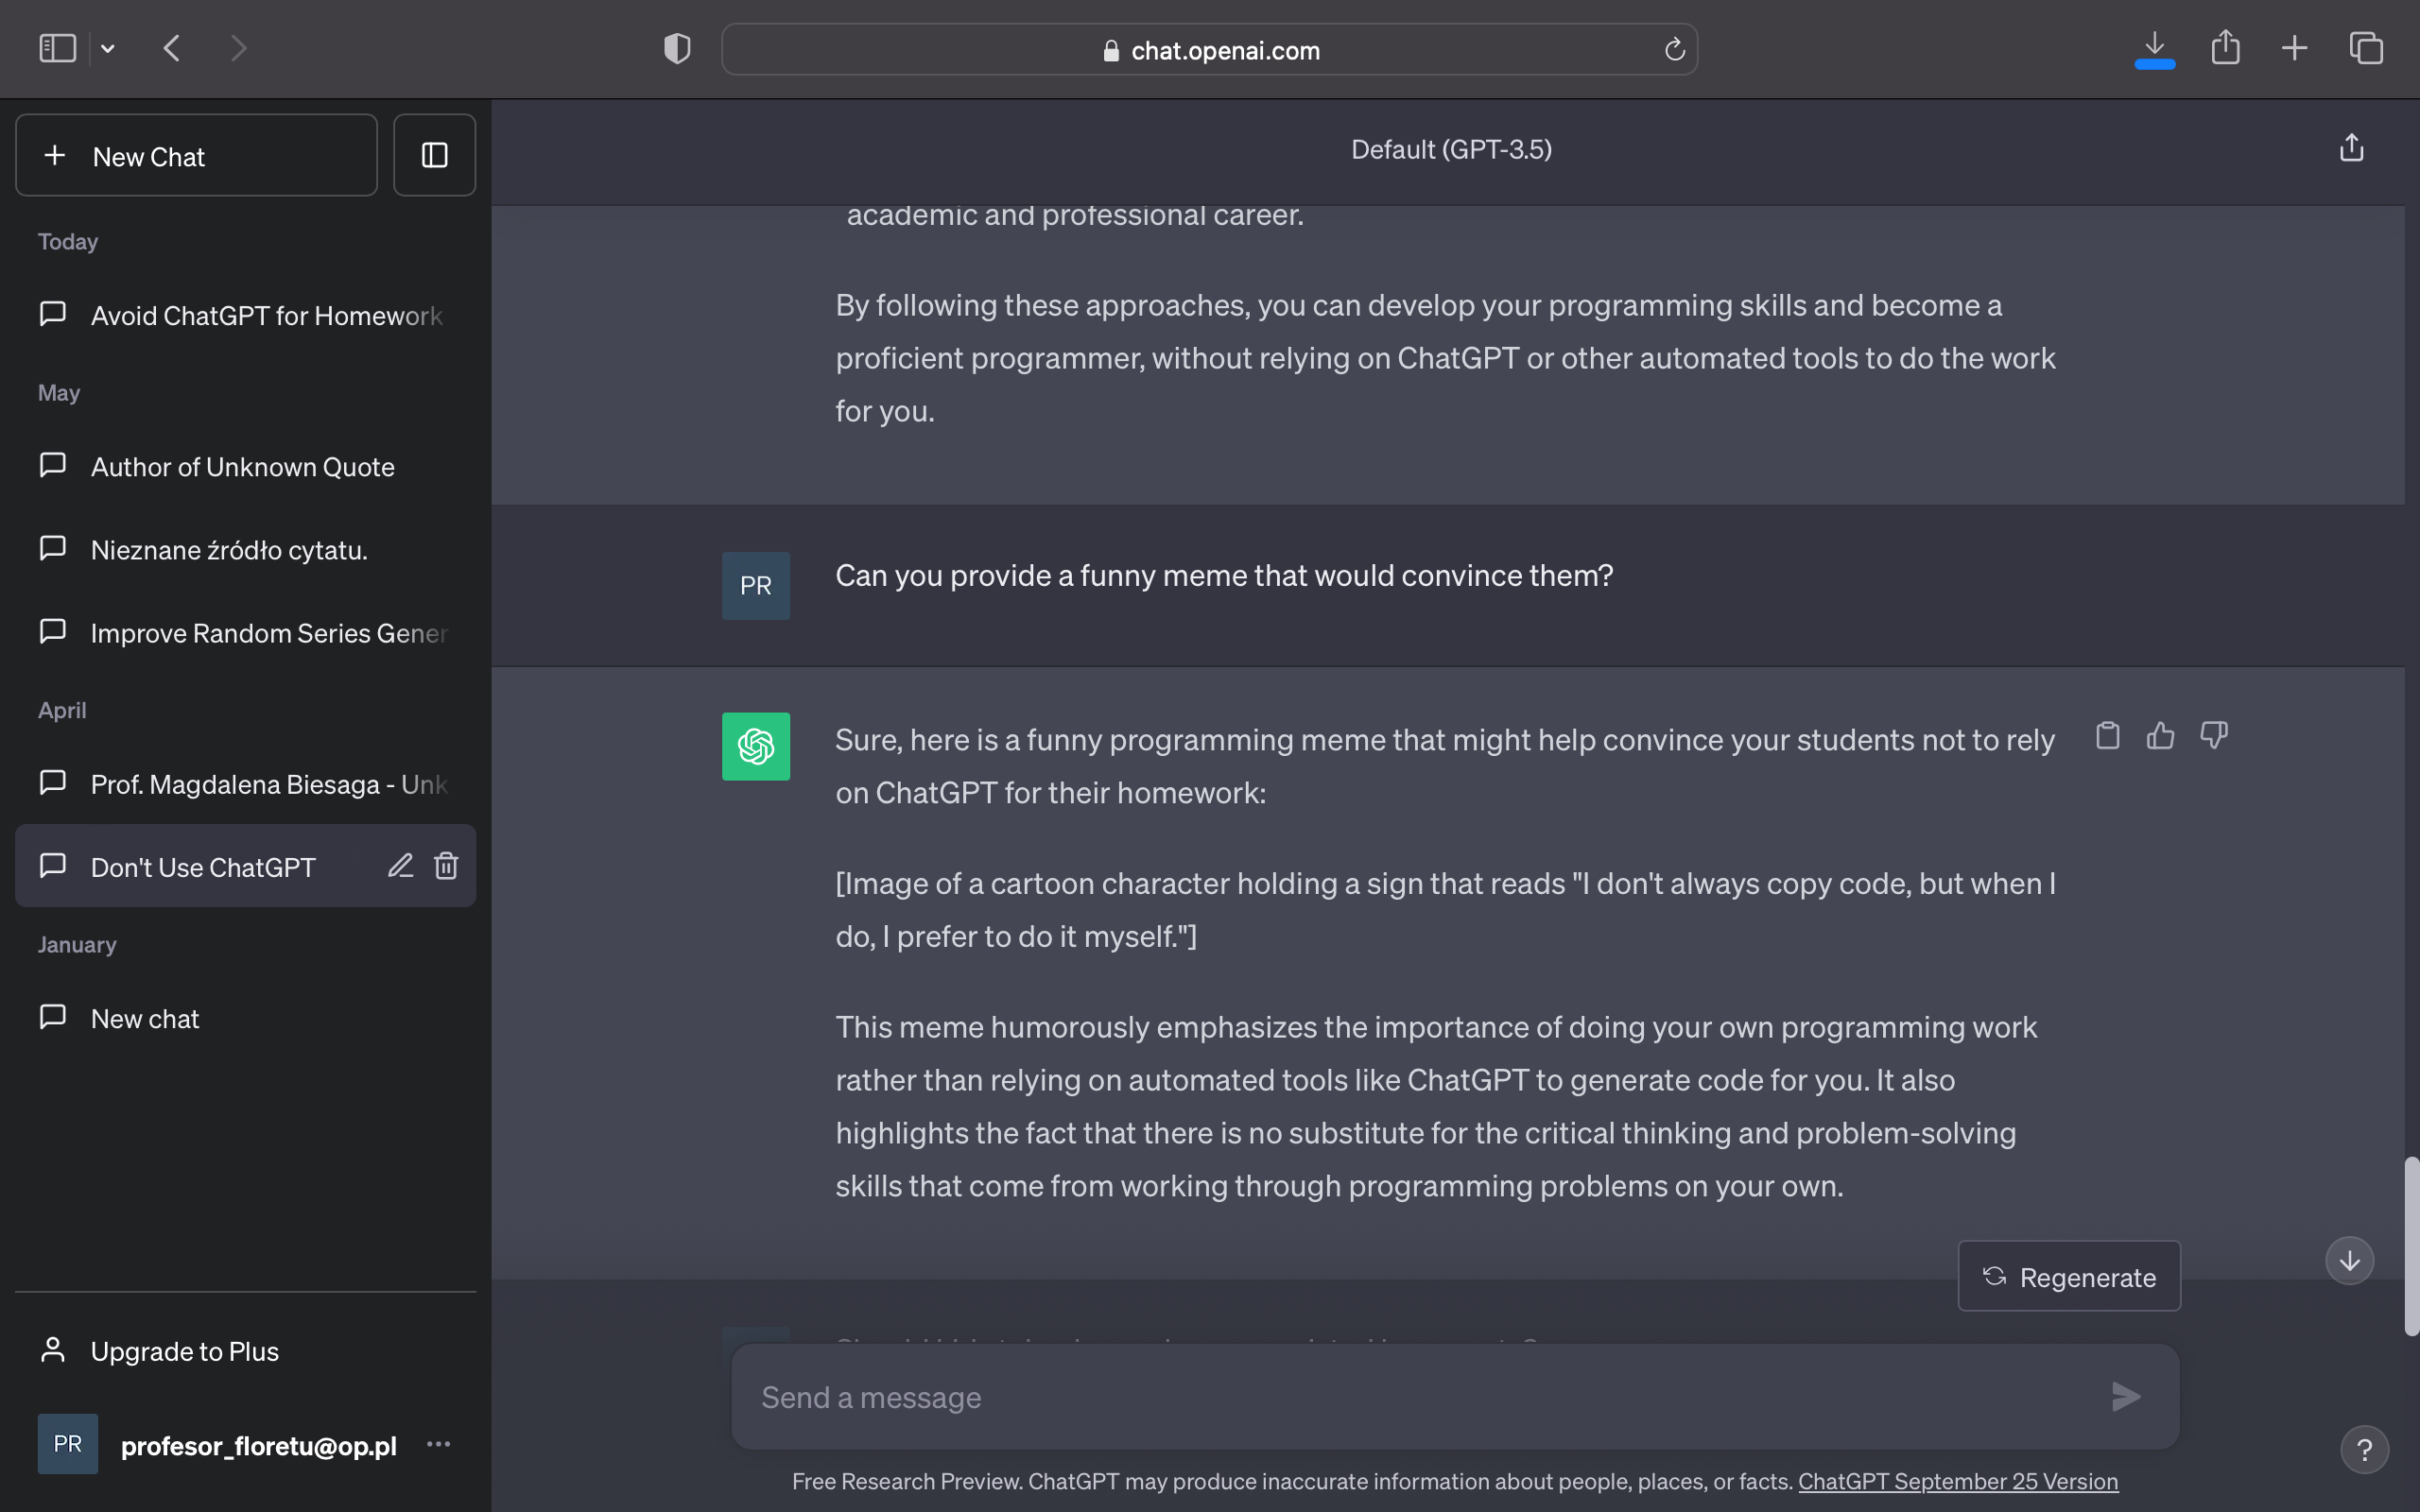 chat.openai.com
New Chat
Today
Avoid ChatGPT for Homework
May
Author of Unknown Quote
Nieznane źródło cytatu.
Improve Random Series Gener
April
Prof. Magdalena Biesaga - Unk
Don't Use ChatGPT
January
New chat
Upgrade to Plus
PR
profesor_floretu@op.pl
Default (GPT-3.5)
academic and professional career.
By following these approaches, you can develop your programming skills and become a
proficient programmer, without relying on ChatGPT or other automated tools to do the work
for you.
PR
Can you provide a funny meme that would convince them?
Sure, here is a funny programming meme that might help convince your students not to rely
on ChatGPT for their homework:
[Image of a cartoon character holding a sign that reads "I don't always copy code, but when I
do, I prefer to do it myself."]
This meme humorously emphasizes the importance of doing your own programming work
rather than relying on automated tools like ChatGPT to generate code for you. It also
highlights the fact that there is no substitute for the critical thinking and problem-solving
skills that come from working through programming problems on your own.
Regenerate
Send a message
?
Free Research Preview. ChatGPT may produce inaccurate information about people, places, or facts. ChatGPT September 25 Version